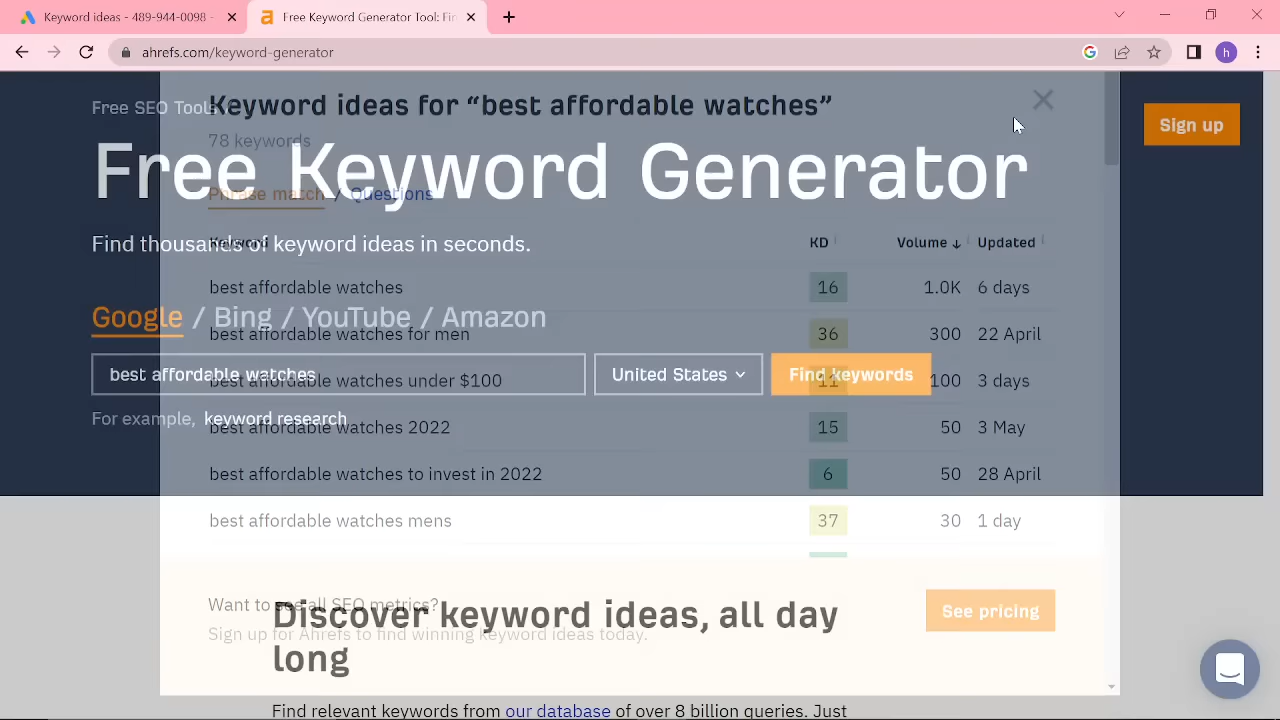 Keyword ideas - 489-944-0098 -
Free Keyword Generator Tool: Fin
ahrefs.com/keyword-generator
h
Free SEO Tools /
Sign up
Free Keyword Generator
Find thousands of keyword ideas in seconds.
Google / Bing / YouTube / Amazon
best affordable watches
United States
Find keywords
For example, keyword research
Keyword ideas for “best affordable watches”
78 keywords
Phrase match / Questions
Keyword KD Volume ↓ Updated
best affordable watches 16 1.0K 6 days
best affordable watches for men 36 300 22 April
best affordable watches under $100 11 100 3 days
best affordable watches 2022 15 50 3 May
best affordable watches to invest in 2022 6 50 28 April
best affordable watches mens 37 30 1 day
Want to see all SEO metrics?
Sign up for Ahrefs to find winning keyword ideas today.
See pricing
Discover keyword ideas, all day
long
Find relevant keywords from our database of over 8 billion queries. Just